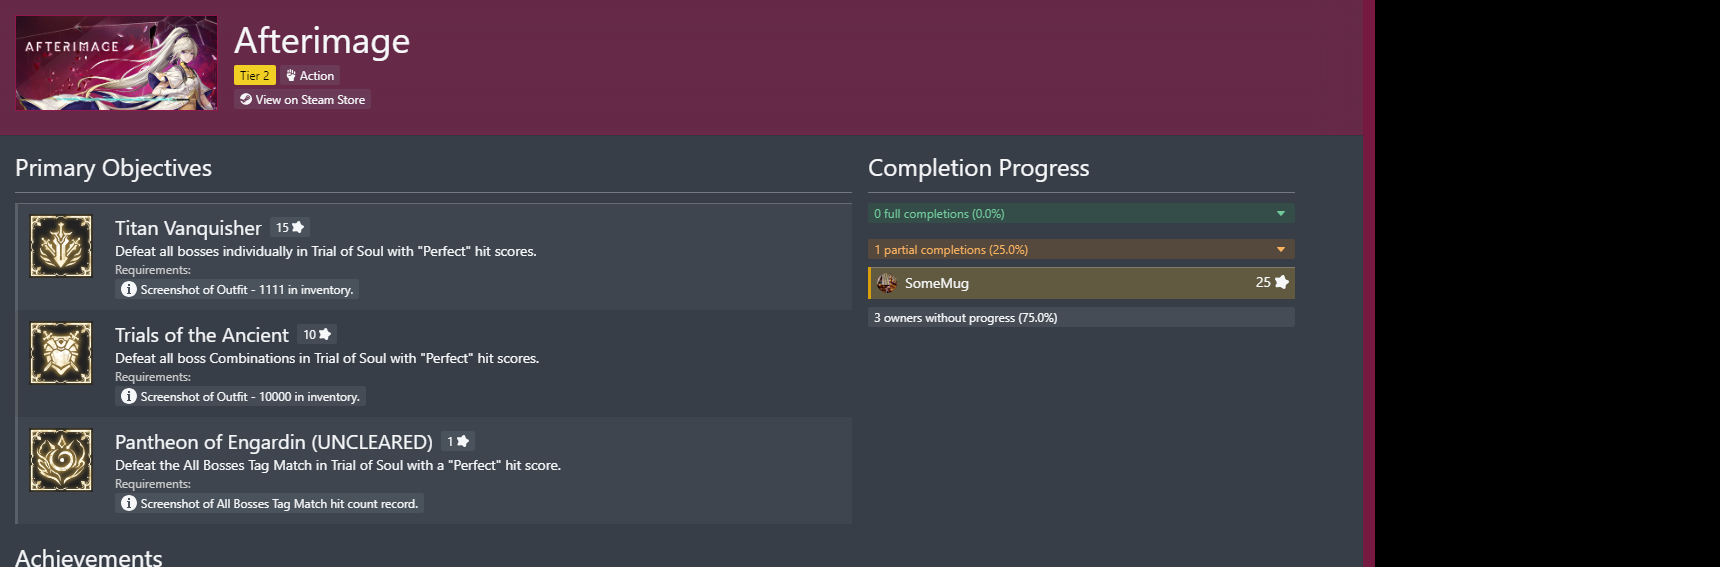 AFTERIMAGE
Afterimage
Tier 2 Action
View on Steam Store
Primary Objectives
Titan Vanquisher 15
Defeat all bosses individually in Trial of Soul with "Perfect" hit scores.
Requirements:
Screenshot of Outfit - 1111 in inventory.
Trials of the Ancient 10
Defeat all boss Combinations in Trial of Soul with "Perfect" hit scores.
Requirements:
Screenshot of Outfit - 10000 in inventory.
Pantheon of Engardin (UNCLEARED) 1
Defeat the All Bosses Tag Match in Trial of Soul with a "Perfect" hit score.
Requirements:
Screenshot of All Bosses Tag Match hit count record.
Achievements
Completion Progress
0 full completions (0.0%)
1 partial completions (25.0%)
SomeMug 25
3 owners without progress (75.0%)